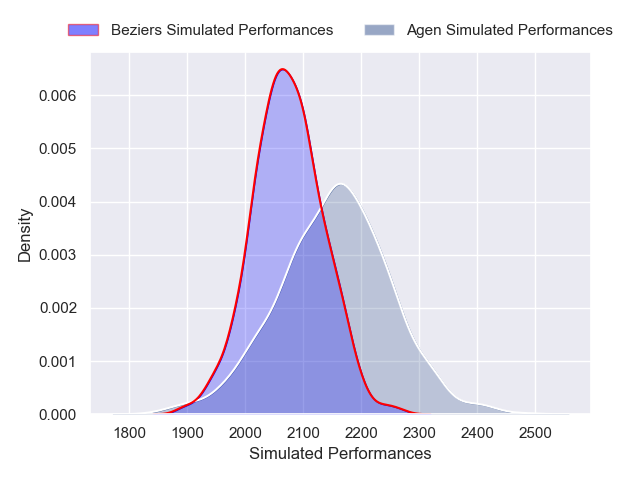 Beziers Simulated Performances Agen Simulated Performances
0.006
0.005
0.004
0.003
0.002
0.001
0.000
Density
1800 1900 2000 2100 2200 2300 2400 2500
Simulated Performances